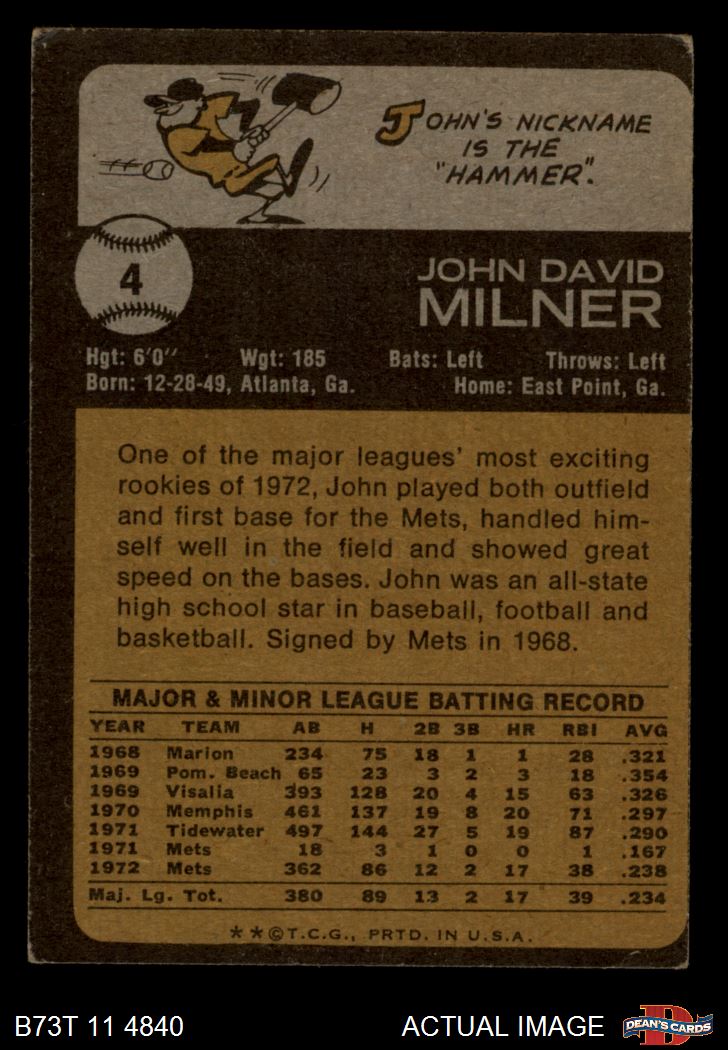 JOHN'S NICKNAME
IS THE
"HAMMER".
4
JOHN DAVID
MILNER
Hgt: 6'0" Wgt: 185 Bats: Left Throws: Left
Born: 12-28-49, Atlanta, Ga. Home: East Point, Ga.
One of the major leagues' most exciting
rookies of 1972, John played both outfield
and first base for the Mets, handled him-
self well in the field and showed great
speed on the bases. John was an all-state
high school star in baseball, football and
basketball. Signed by Mets in 1968.
MAJOR & MINOR LEAGUE BATTING RECORD
YEAR TEAM AB H 2B 3B HR RBI AVG
1968 Marion 234 75 18 1 1 28 .321
1969 Pom. Beach 65 23 3 2 3 18 .354
1969 Visalia 393 128 20 4 15 63 .326
1970 Memphis 461 137 19 8 20 71 .297
1971 Tidewater 497 144 27 5 19 87 .290
1971 Mets 18 3 1 0 0 1 .167
1972 Mets 362 86 12 2 17 38 .238
Maj. Lg. Tot. 380 89 13 2 17 39 .234
**©T.C.G., PRTD. IN U.S.A.
B73T 11 4840 ACTUAL IMAGE
D
DEAN'S CARDS